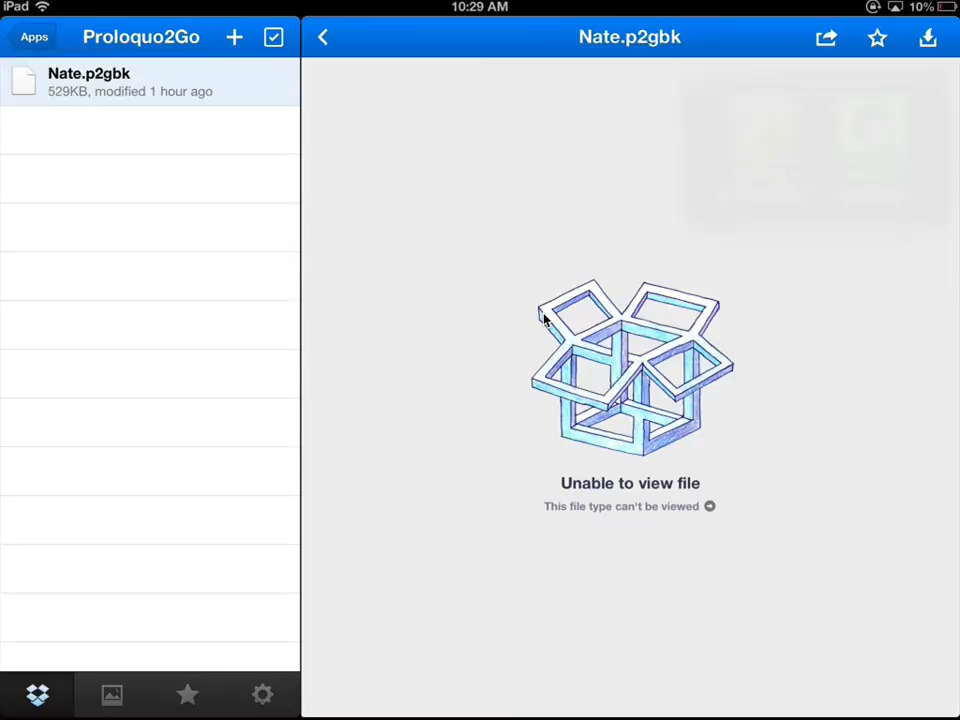 iPad
10:29 AM
10%
Apps
Proloquo2Go
Nate.p2gbk
529KB, modified 1 hour ago
Nate.p2gbk
Unable to view file
This file type can't be viewed